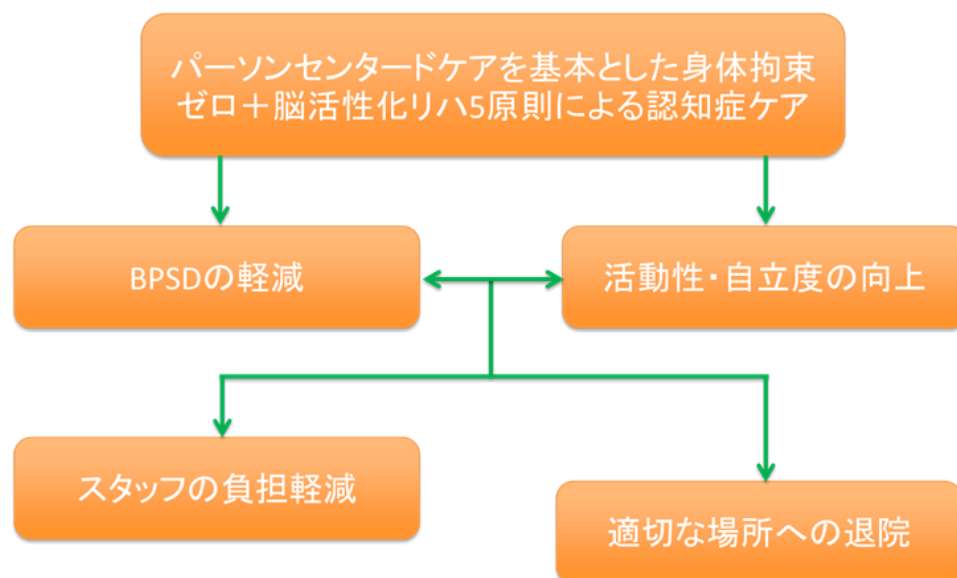 パーソンセンタードケアを基本とした身体拘束
ゼロ＋脳活性化リハ5原則による認知症ケア
BPSDの軽減
活動性・自立度の向上
スタッフの負担軽減
適切な場所への退院